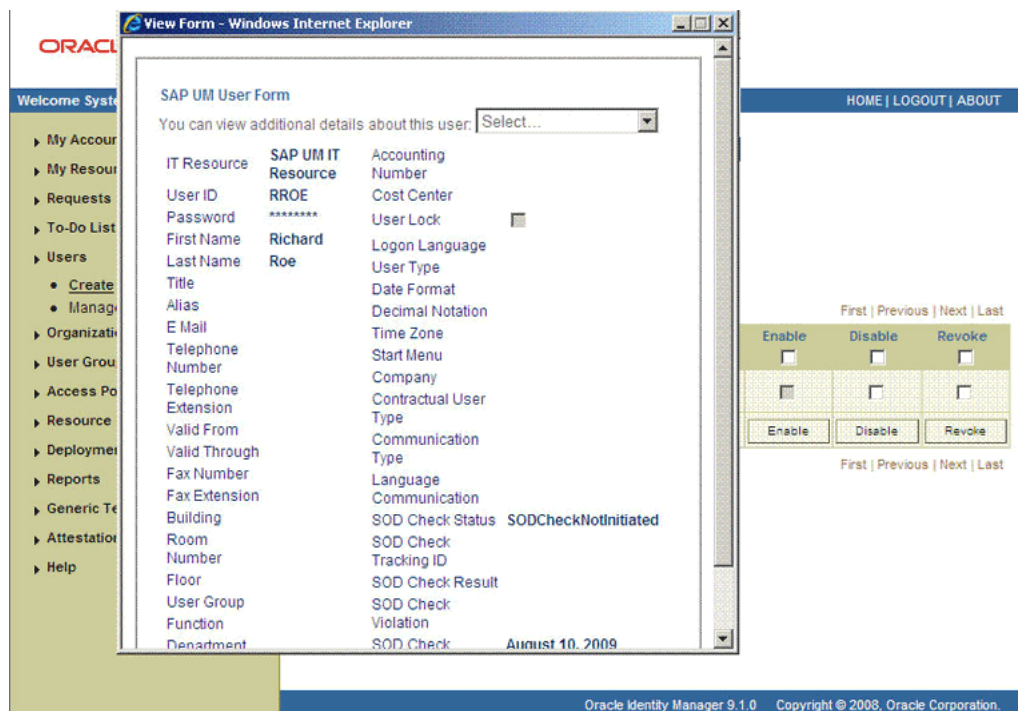 View Form - Windows Internet Explorer
ORACL
Welcome Syste
HOME | LOGOUT | ABOUT
My Accoun
My Resour
Requests
To-Do List
Users
Create
Manag
Organizati
User Grou
Access Po
Resource
Deploymen
Reports
Generic Te
Attestation
Help
SAP UM User Form
You can view additional details about this user: Select...
IT Resource SAP UM IT Resource
User ID RROE
Password ********
First Name Richard
Last Name Roe
Title
Alias
E Mail
Telephone
Number
Telephone
Extension
Valid From
Valid Through
Fax Number
Fax Extension
Building
Room
Number
Floor
User Group
Function
Department
Accounting
Number
Cost Center
User Lock
Logon Language
User Type
Date Format
Decimal Notation
Time Zone
Start Menu
Company
Contractual User
Type
Communication
Type
Language
Communication
SOD Check Status SODCheckNotInitiated
SOD Check
Tracking ID
SOD Check Result
SOD Check
Violation
SOD Check August 10, 2009
First | Previous | Next | Last
Enable Disable Revoke
Enable Disable Revoke
First | Previous | Next | Last
Oracle Identity Manager 9.1.0 Copyright © 2008, Oracle Corporation.